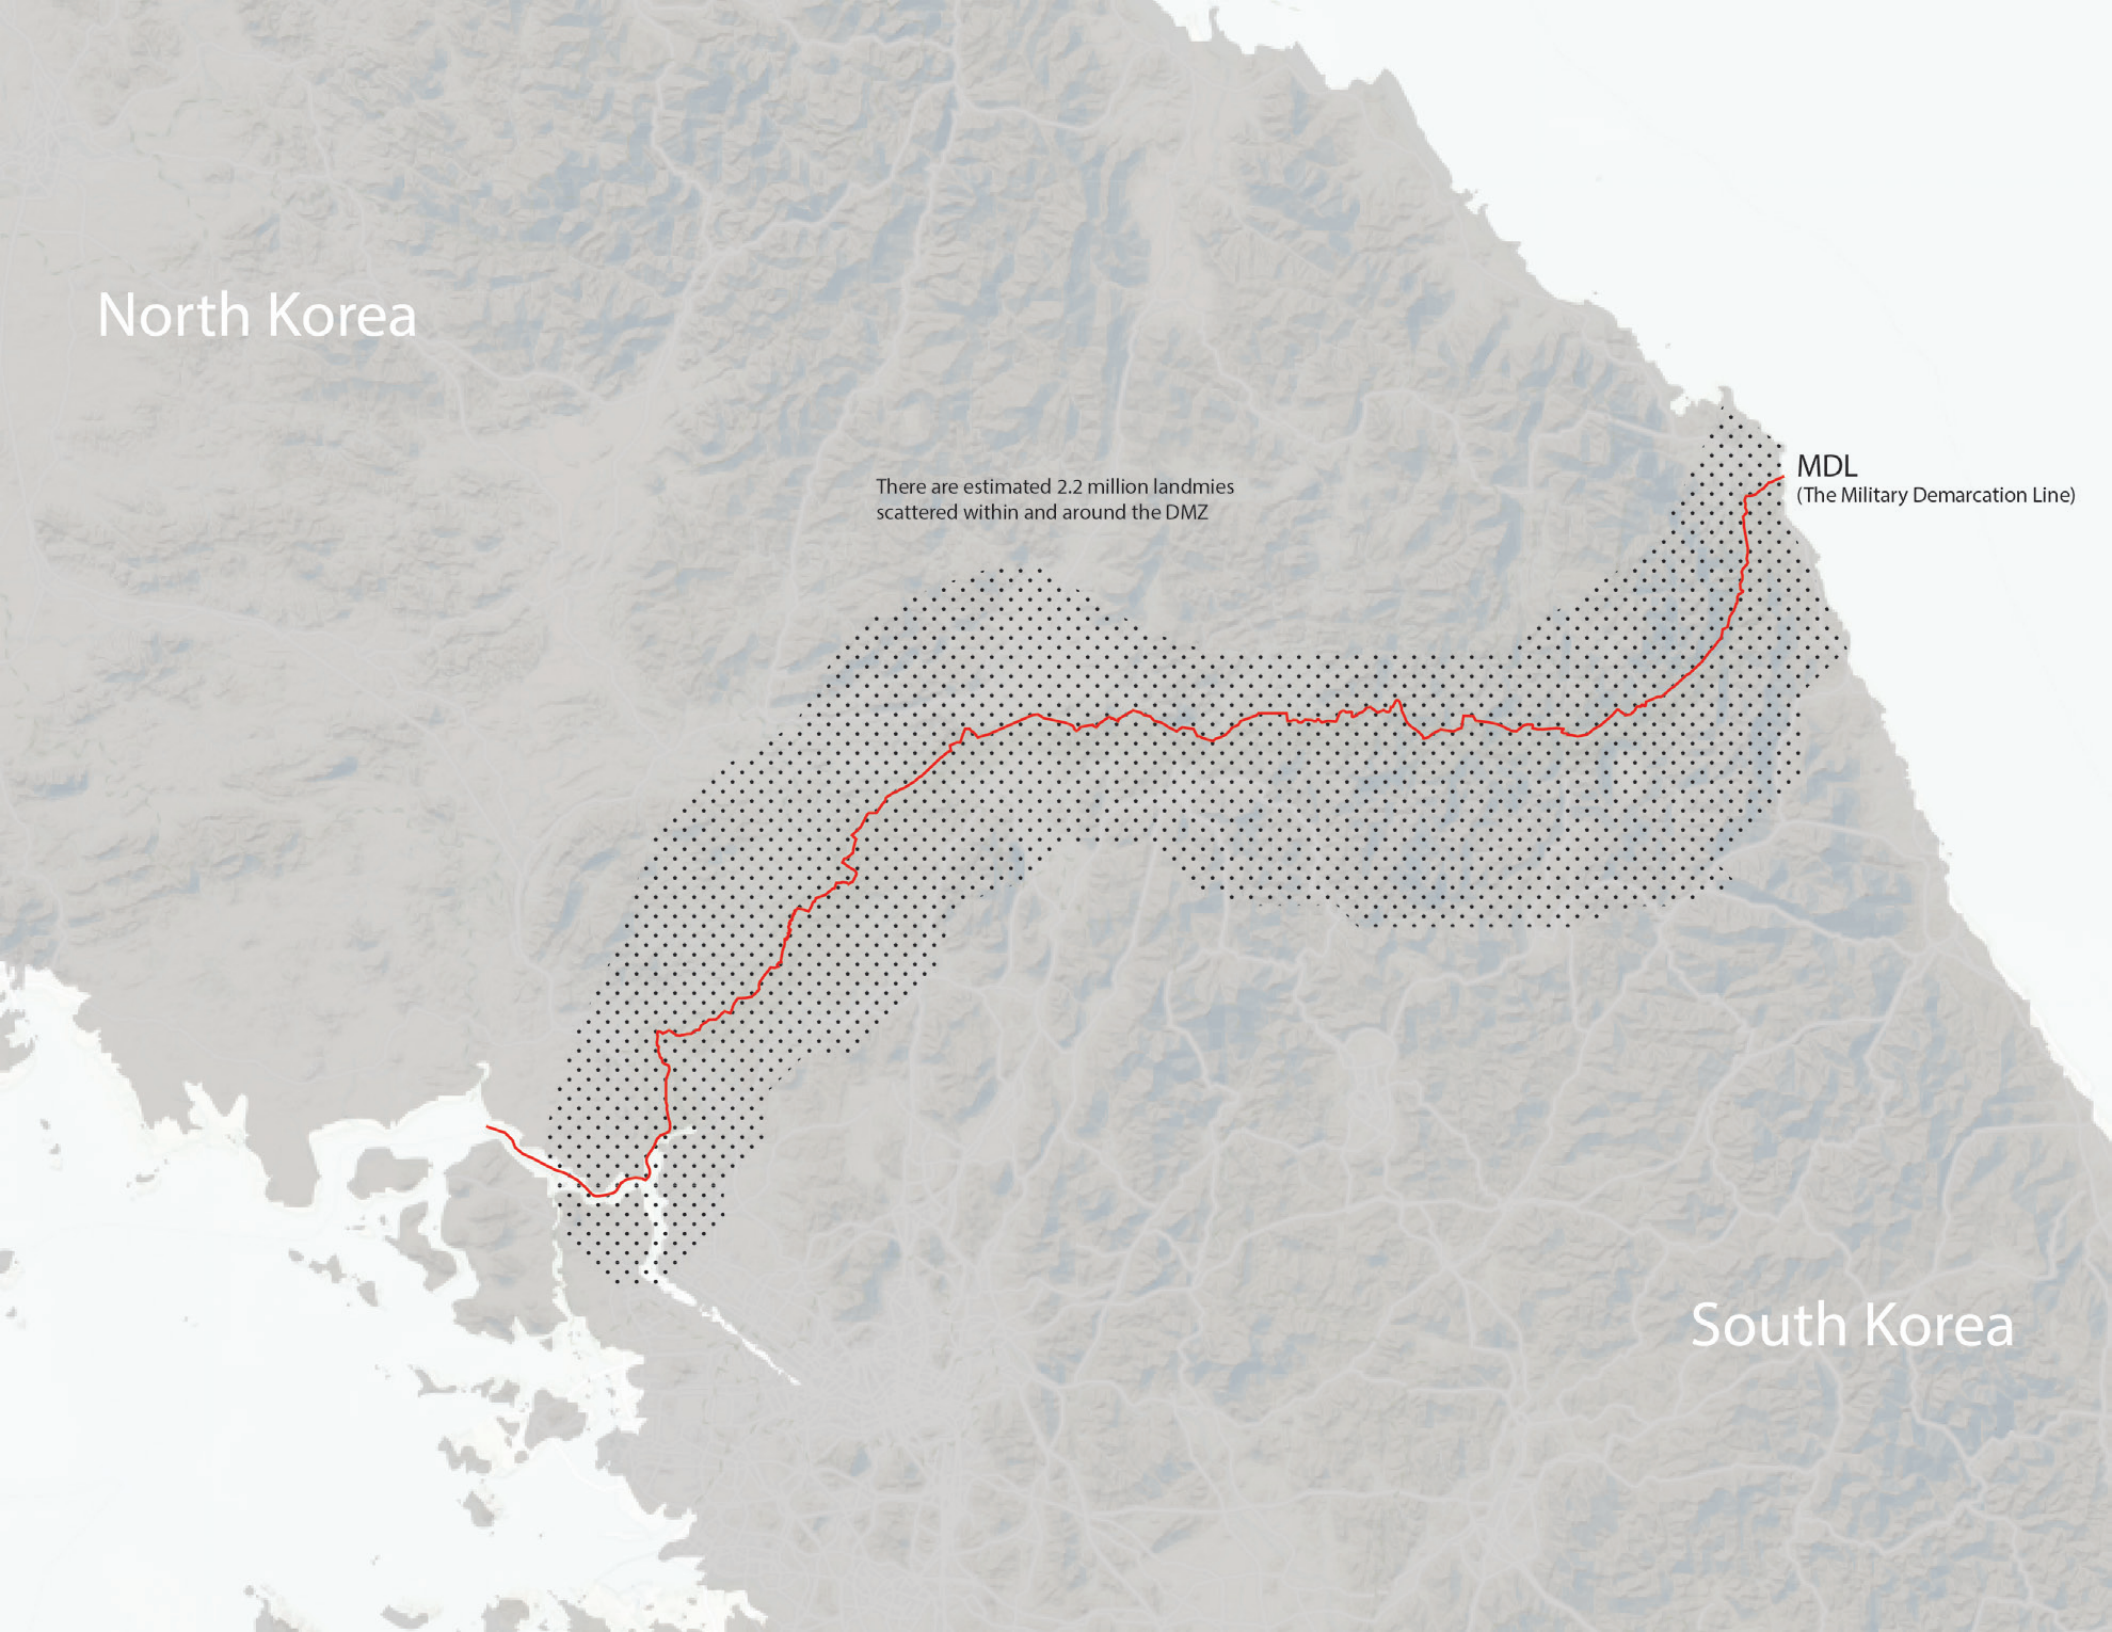 North Korea
MDL
(The Military Demarcation Line)
There are estimated 2.2 million landmies
scattered within and around the DMZ
South Korea